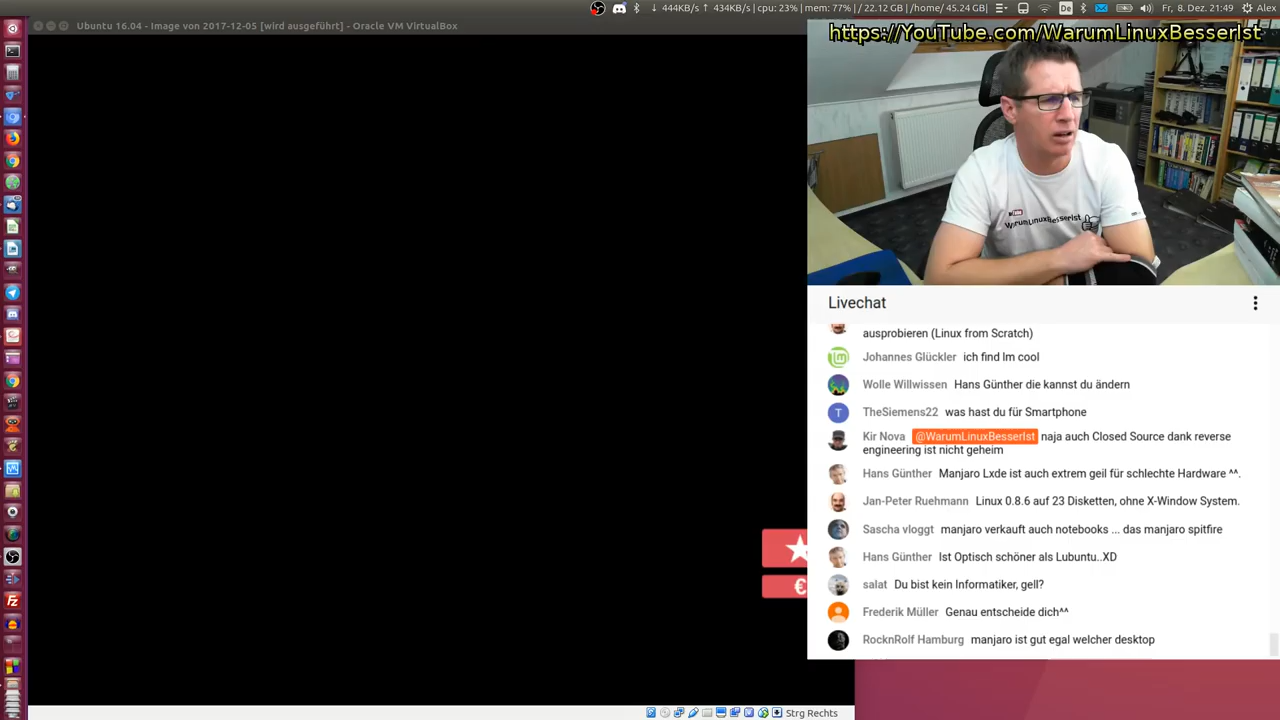 444KB/s 434KB/s cpu: 23% mem: 77% // 22.12 GB /home/ 45.24 GB De Fr, 8. Dez. 21:49 Alex
Ubuntu 16.04 - Image von 2017-12-05 [wird ausgeführt] - Oracle VM VirtualBox
https://YouTube.com/WarumLinuxBesserIst
WarumLinuxBesserIst
Livechat
ausprobieren (Linux from Scratch)
Johannes Glückler ich find lm cool
Wolle Willwissen Hans Günther die kannst du ändern
T TheSiemens22 was hast du für Smartphone
Kir Nova @WarumLinuxBesserIst naja auch Closed Source dank reverse
engineering ist nicht geheim
Hans Günther Manjaro Lxde ist auch extrem geil für schlechte Hardware ^^.
Jan-Peter Ruehmann Linux 0.8.6 auf 23 Disketten, ohne X-Window System.
Sascha vloggt manjaro verkauft auch notebooks ... das manjaro spitfire
Hans Günther Ist Optisch schöner als Lubuntu..XD
salat Du bist kein Informatiker, gell?
Frederik Müller Genau entscheide dich^^
RocknRolf Hamburg manjaro ist gut egal welcher desktop
€
Strg Rechts